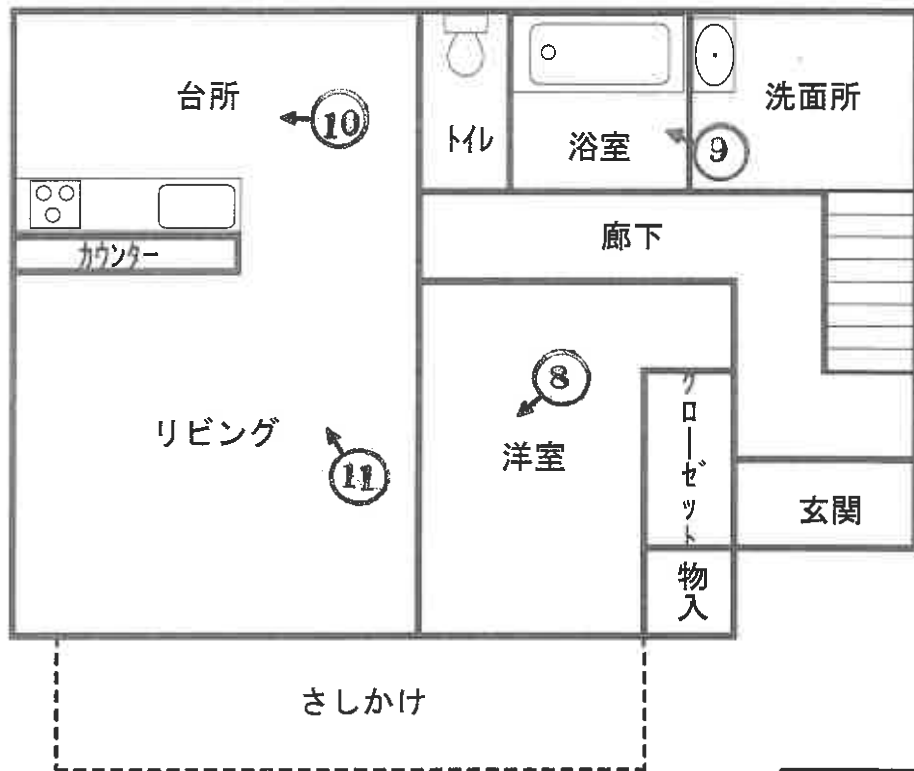 台所
⑩
トイレ
浴室
⑨
洗面所
カウンター
廊下
⑧
リビング
⑪
洋室
クローゼット
玄関
物入
さしかけ